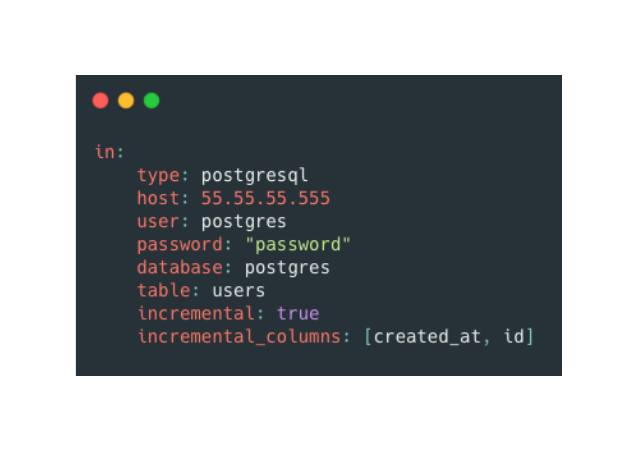 in:
    type: postgresql
    host: 55.55.55.555
    user: postgres
    password: "password"
    database: postgres
    table: users
    incremental: true
    incremental_columns: [created_at, id]